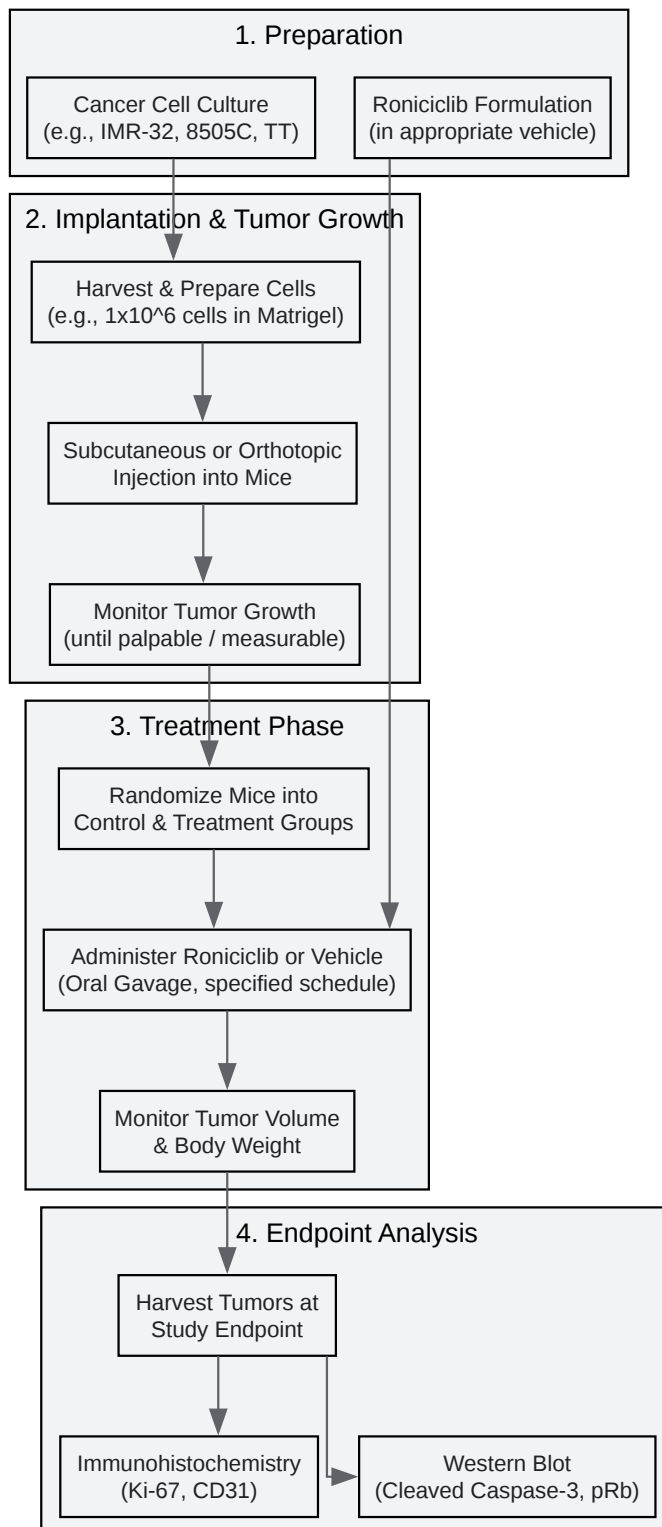 1. Preparation
Cancer Cell Culture
(e.g., IMR-32, 8505C, TT)
Roniciclib Formulation
(in appropriate vehicle)
2. Implantation & Tumor Growth
Harvest & Prepare Cells
(e.g., 1x10^6 cells in Matrigel)
Subcutaneous or Orthotopic
Injection into Mice
Monitor Tumor Growth
(until palpable / measurable)
3. Treatment Phase
Randomize Mice into
Control & Treatment Groups
Administer Roniciclib or Vehicle
(Oral Gavage, specified schedule)
Monitor Tumor Volume
& Body Weight
4. Endpoint Analysis
Harvest Tumors at
Study Endpoint
Immunohistochemistry
(Ki-67, CD31)
Western Blot
(Cleaved Caspase-3, pRb)